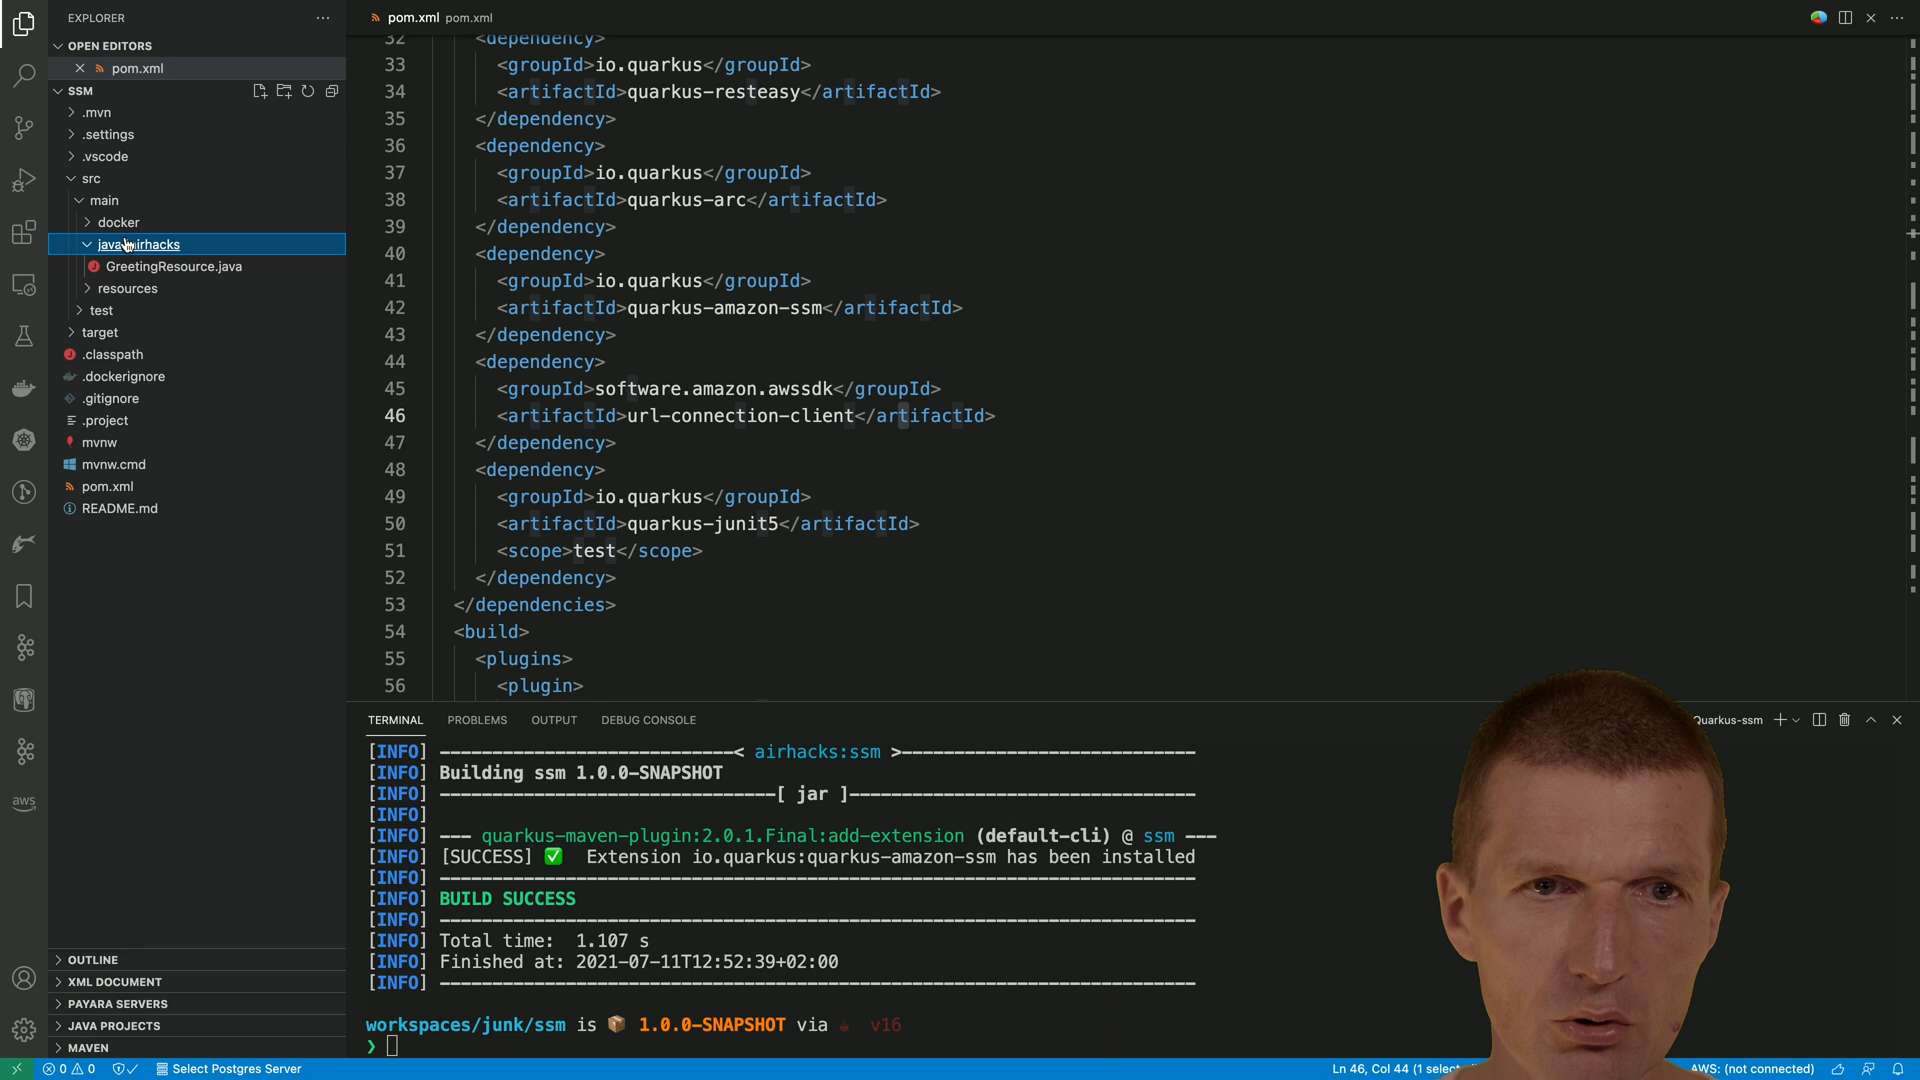 EXPLORER
OPEN EDITORS
pom.xml
SSM
.mvn
.settings
.vscode
src
main
docker
GreetingResource.java
resources
test
target
.classpath
.dockerignore
.gitignore
.project
mvnw
mvnw.cmd
pom.xml
README.md
OUTLINE
XML DOCUMENT
PAYARA SERVERS
JAVA PROJECTS
MAVEN
aws
pom.xml pom.xml
32 <dependency>
33 <groupId>io.quarkus</groupId>
34 <artifactId>quarkus-resteasy</artifactId>
35 </dependency>
36 <dependency>
37 <groupId>io.quarkus</groupId>
38 <artifactId>quarkus-arc</artifactId>
39 </dependency>
40 <dependency>
41 <groupId>io.quarkus</groupId>
42 <artifactId>quarkus-amazon-ssm</artifactId>
43 </dependency>
44 <dependency>
45 <groupId>software.amazon.awssdk</groupId>
46 <artifactId>url-connection-client</artifactId>
47 </dependency>
48 <dependency>
49 <groupId>io.quarkus</groupId>
50 <artifactId>quarkus-junit5</artifactId>
51 <scope>test</scope>
52 </dependency>
53 </dependencies>
54 <build>
55 <plugins>
56 <plugin>
TERMINAL PROBLEMS OUTPUT DEBUG CONSOLE Quarkus-ssm
[INFO] ----------------------------< airhacks:ssm >----------------------------
[INFO] Building ssm 1.0.0-SNAPSHOT
[INFO] --------------------------------[ jar ]---------------------------------
[INFO]
[INFO] --- quarkus-maven-plugin:2.0.1.Final:add-extension (default-cli) @ ssm ---
[INFO] [SUCCESS] ✅ Extension io.quarkus:quarkus-amazon-ssm has been installed
[INFO] ------------------------------------------------------------------------
[INFO] BUILD SUCCESS
[INFO] ------------------------------------------------------------------------
[INFO] Total time: 1.107 s
[INFO] Finished at: 2021-07-11T12:52:39+02:00
[INFO] ------------------------------------------------------------------------
workspaces/junk/ssm is 📦 1.0.0-SNAPSHOT via ☕ v16
❯
0 0 Select Postgres Server Ln 46, Col 44 (1 AWS: (not connected)